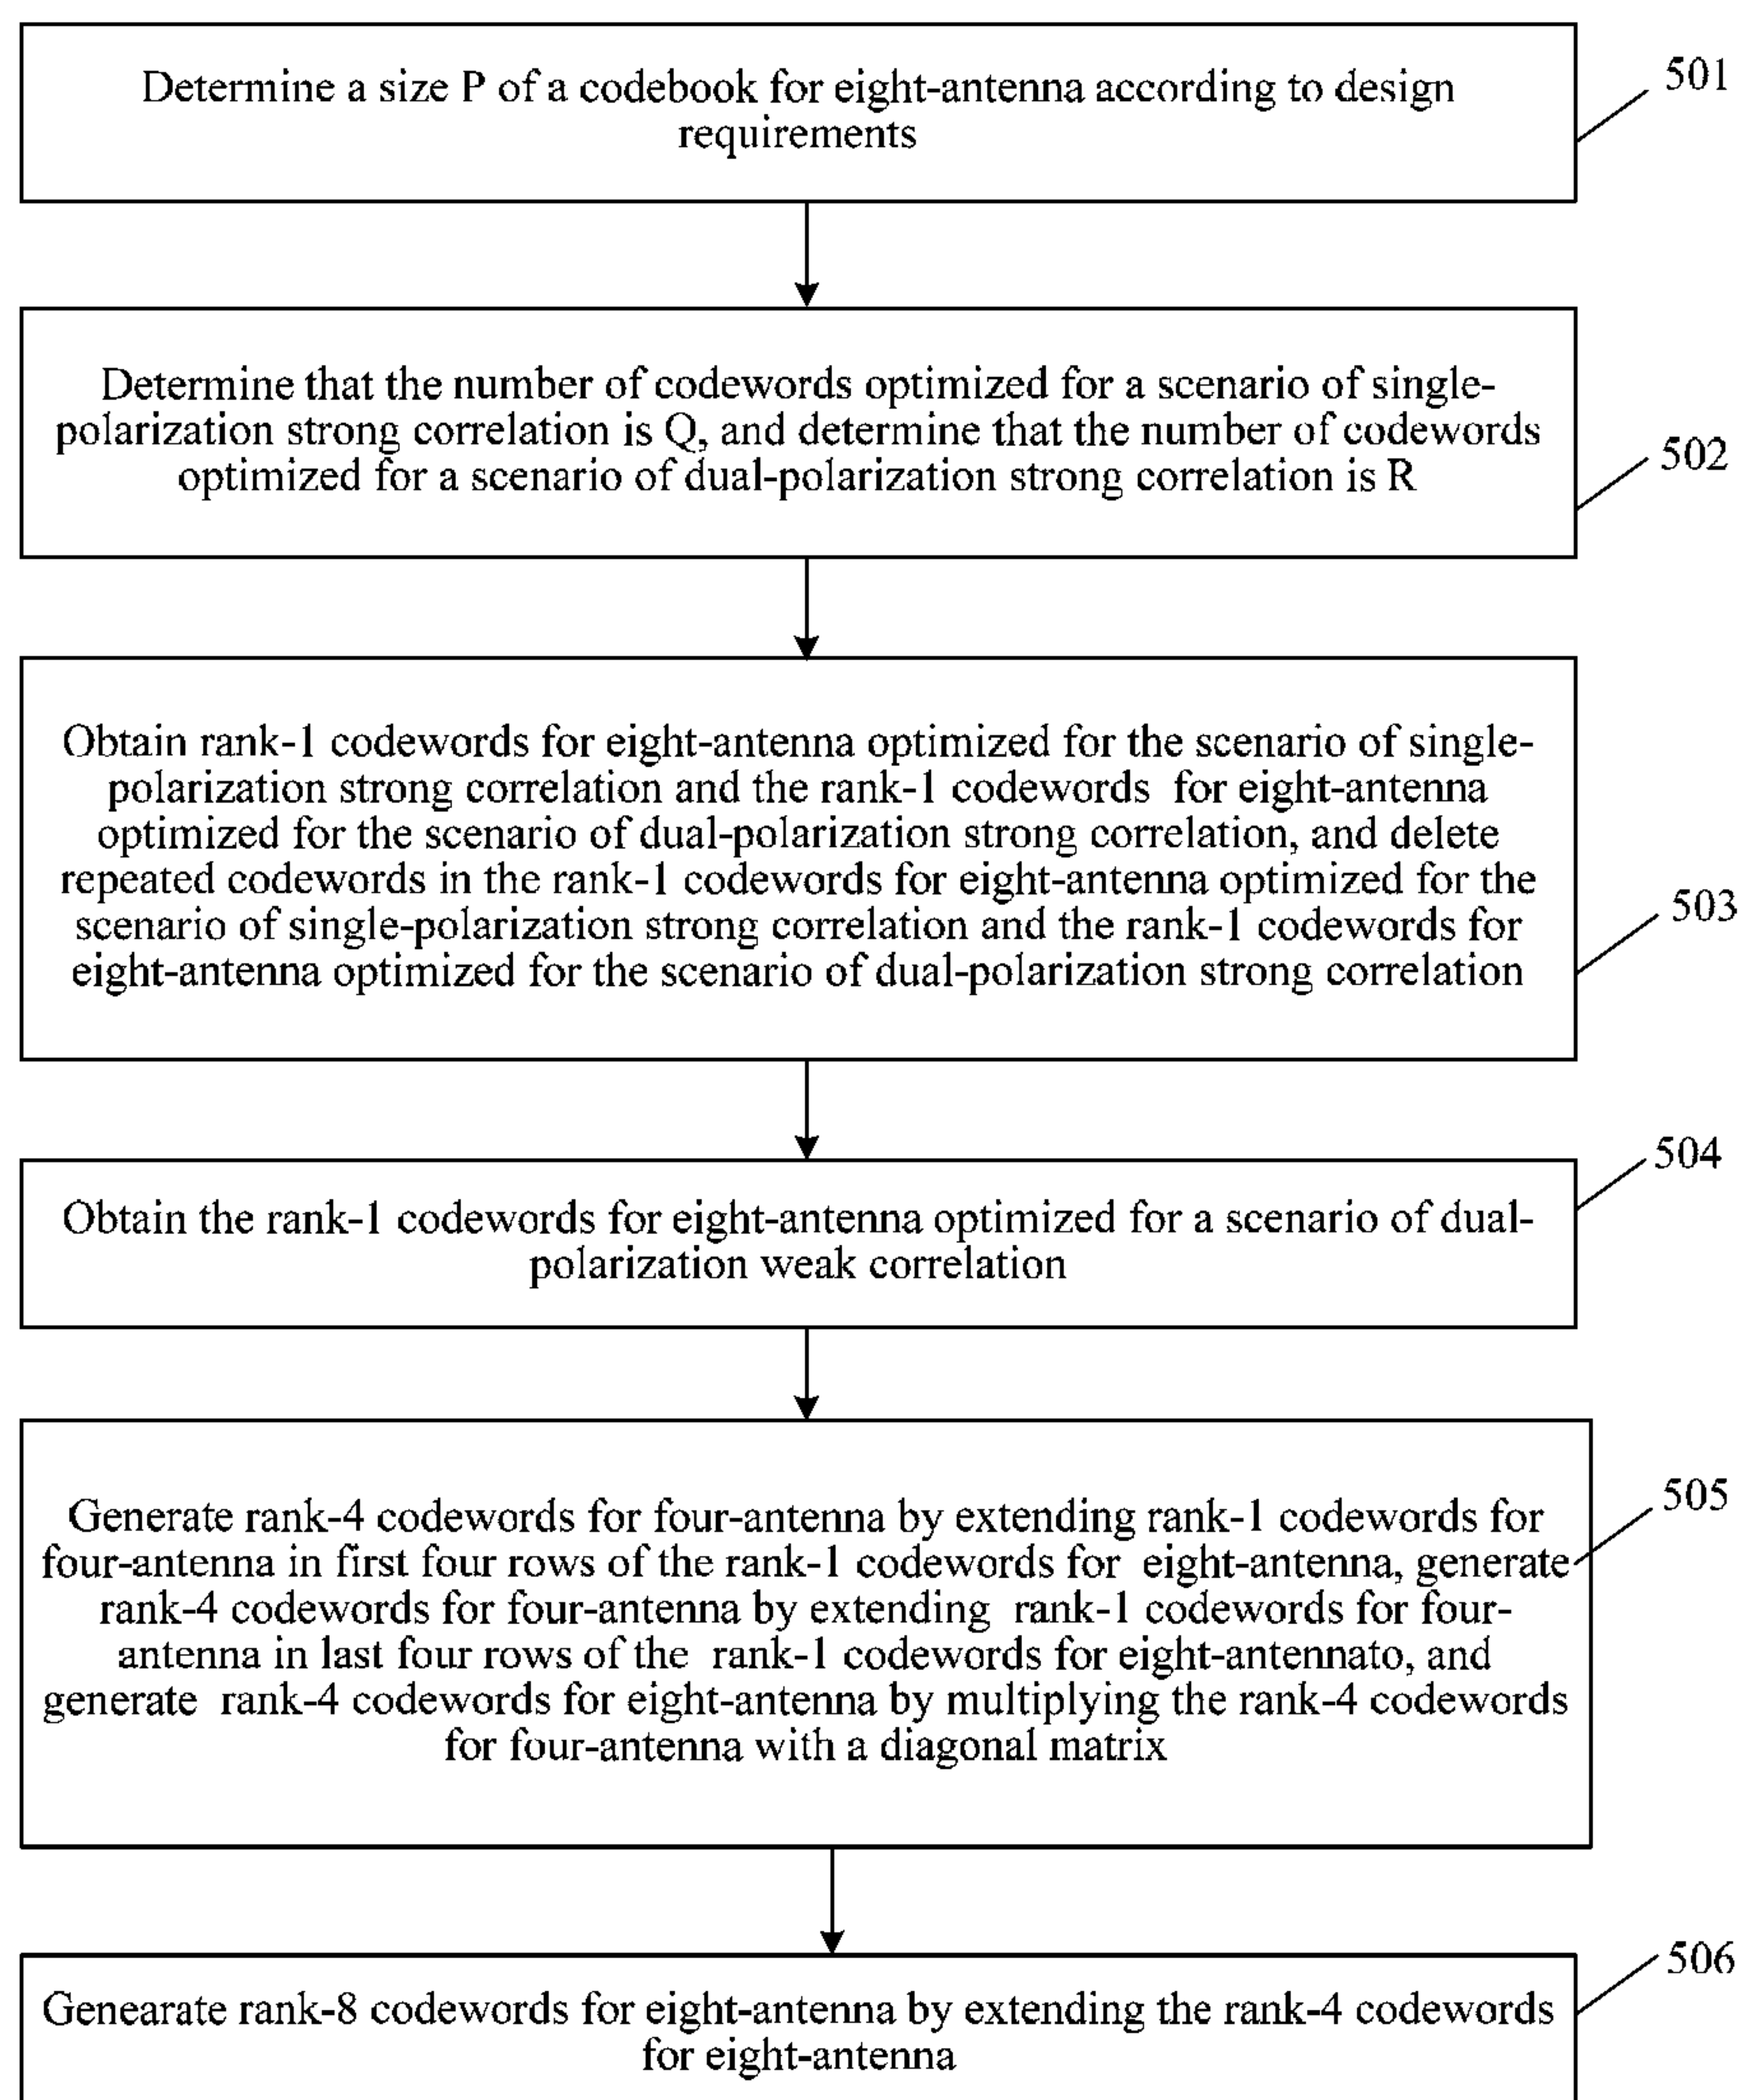 Determine a size P of a codebook for eight-antenna according to design
requirements
501
Determine that the number of codewords optimized for a scenario of single-
polarization strong correlation is Q, and determine that the number of codewords
optimized for a scenario of dual-polarization strong correlation is R
502
Obtain rank-1 codewords for eight-antenna optimized for the scenario of single-
polarization strong correlation and the rank-1 codewords for eight-antenna
optimized for the scenario of dual-polarization strong correlation, and delete
repeated codewords in the rank-1 codewords for eight-antenna optimized for the
scenario of single-polarization strong correlation and the rank-1 codewords for
eight-antenna optimized for the scenario of dual-polarization strong correlation
503
Obtain the rank-1 codewords for eight-antenna optimized for a scenario of dual-
polarization weak correlation
504
Generate rank-4 codewords for four-antenna by extending rank-1 codewords for
four-antenna in first four rows of the rank-1 codewords for eight-antenna, generate
rank-4 codewords for four-antenna by extending rank-1 codewords for four-
antenna in last four rows of the rank-1 codewords for eight-antennato, and
generate rank-4 codewords for eight-antenna by multiplying the rank-4 codewords
for four-antenna with a diagonal matrix
505
Genearate rank-8 codewords for eight-antenna by extending the rank-4 codewords
for eight-antenna
506